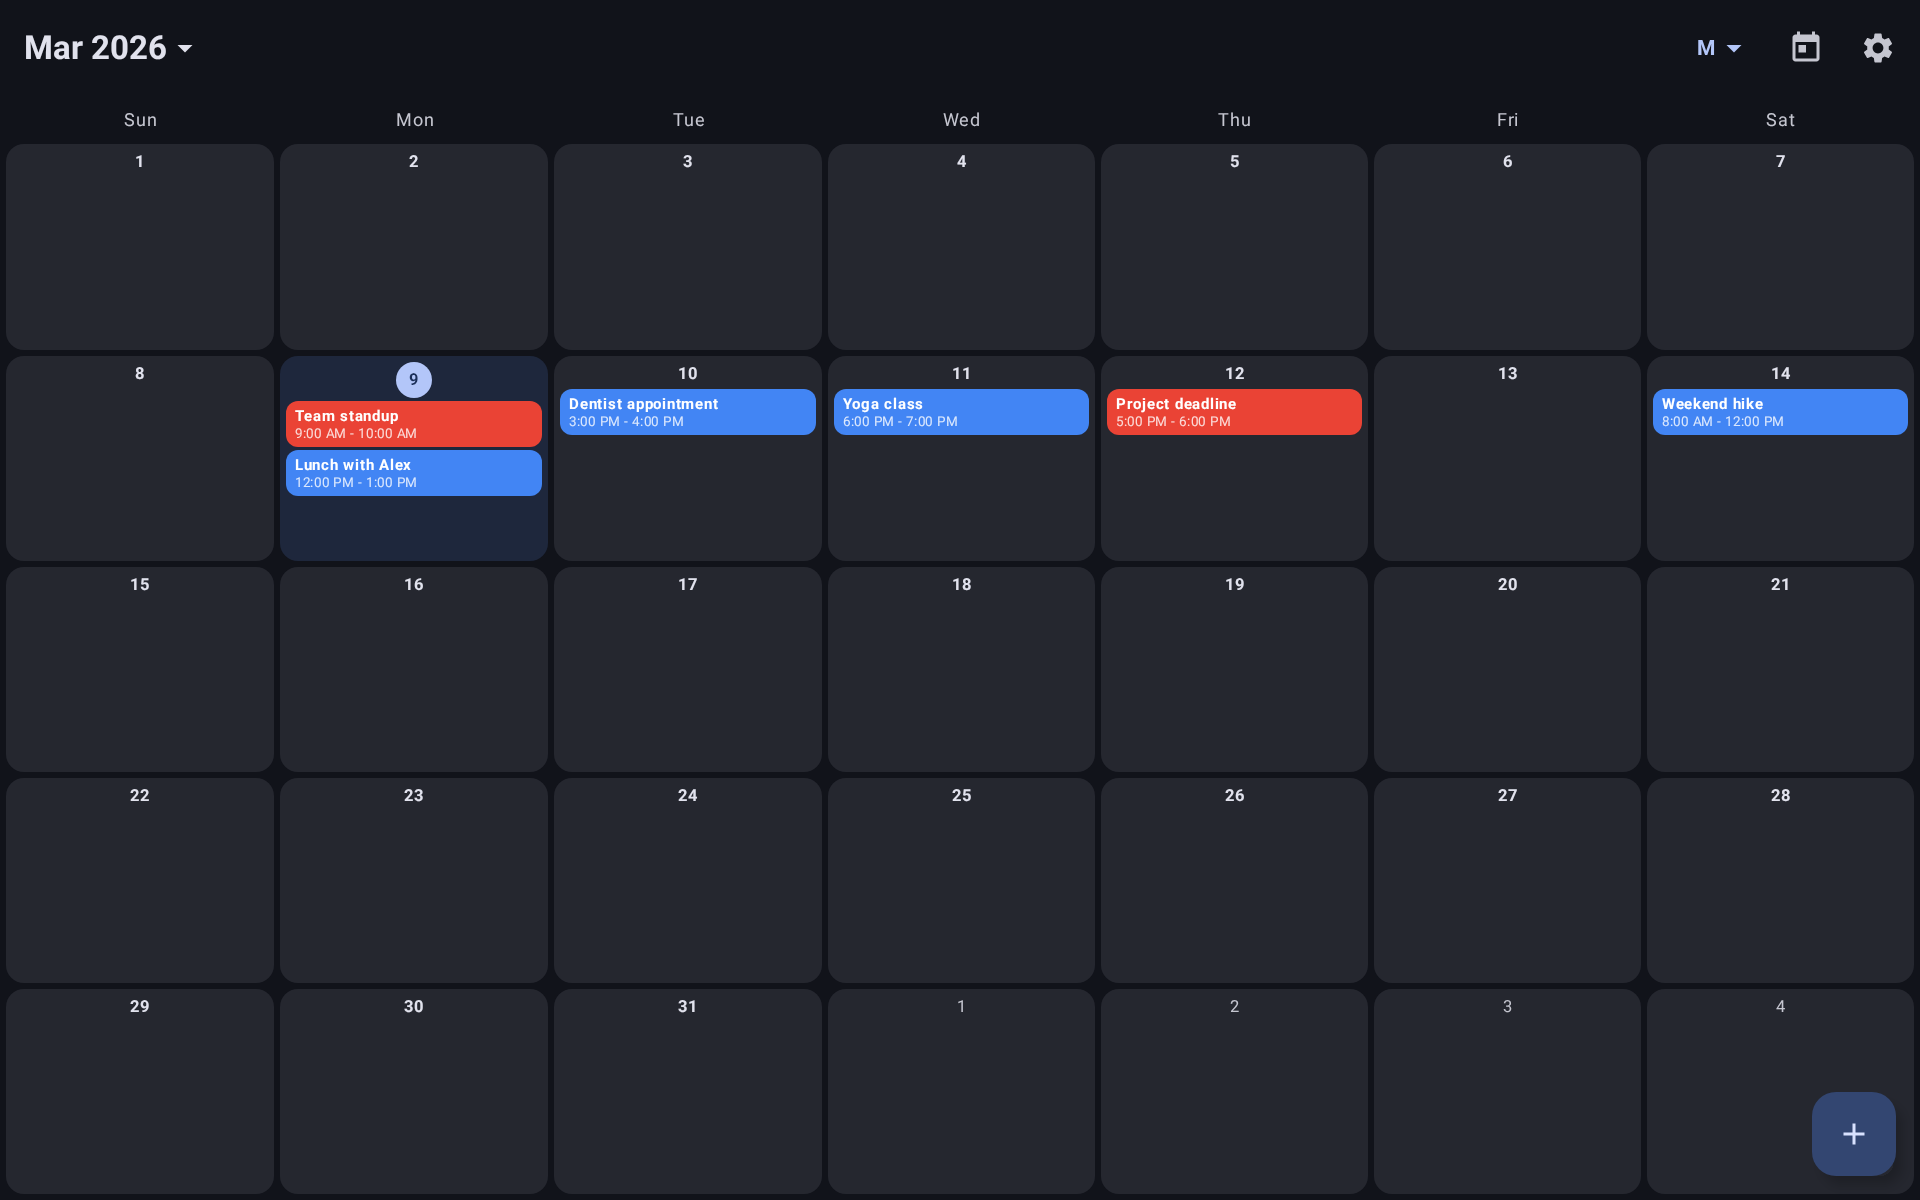 Mar 2026
M
Sun Mon Tue Wed Thu Fri Sat
1 2 3 4 5 6 7
8 9 10 11 12 13 14
Team standup
9:00 AM - 10:00 AM
Lunch with Alex
12:00 PM - 1:00 PM
Dentist appointment
3:00 PM - 4:00 PM
Yoga class
6:00 PM - 7:00 PM
Project deadline
5:00 PM - 6:00 PM
Weekend hike
8:00 AM - 12:00 PM
15 16 17 18 19 20 21
22 23 24 25 26 27 28
29 30 31 1 2 3 4